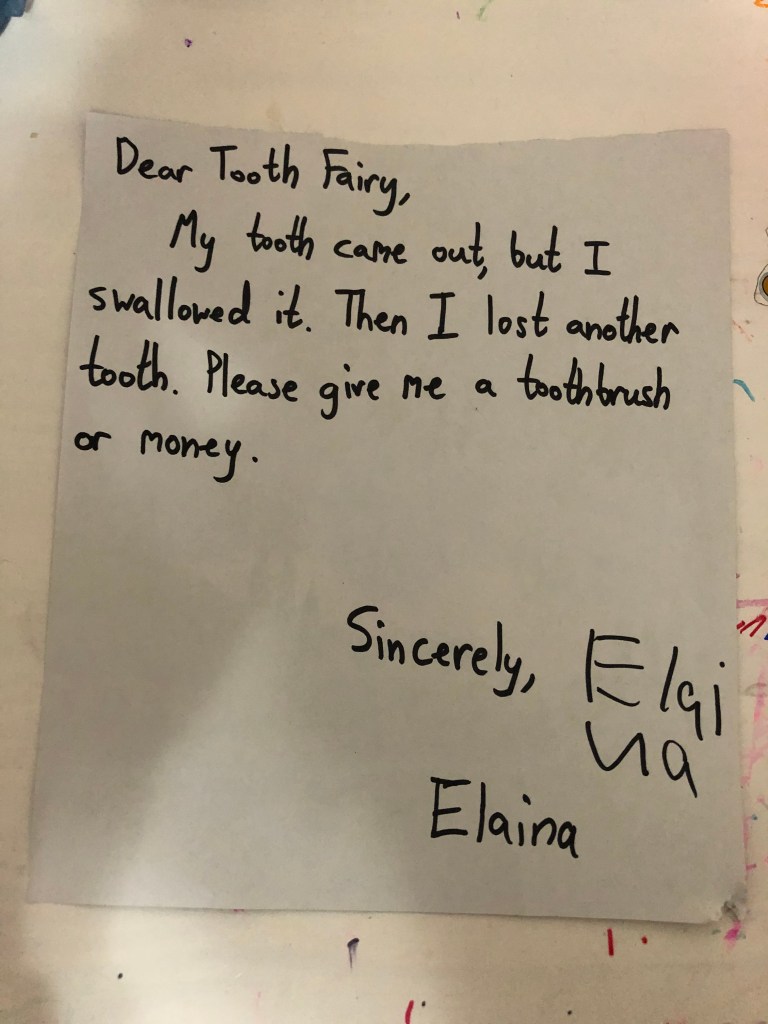 Dear Tooth Fairy,
My tooth came out, but I
swallowed it. Then I lost another
tooth. Please give me a toothbrush
or money.
Sincerely,
Elai
na
Elaina